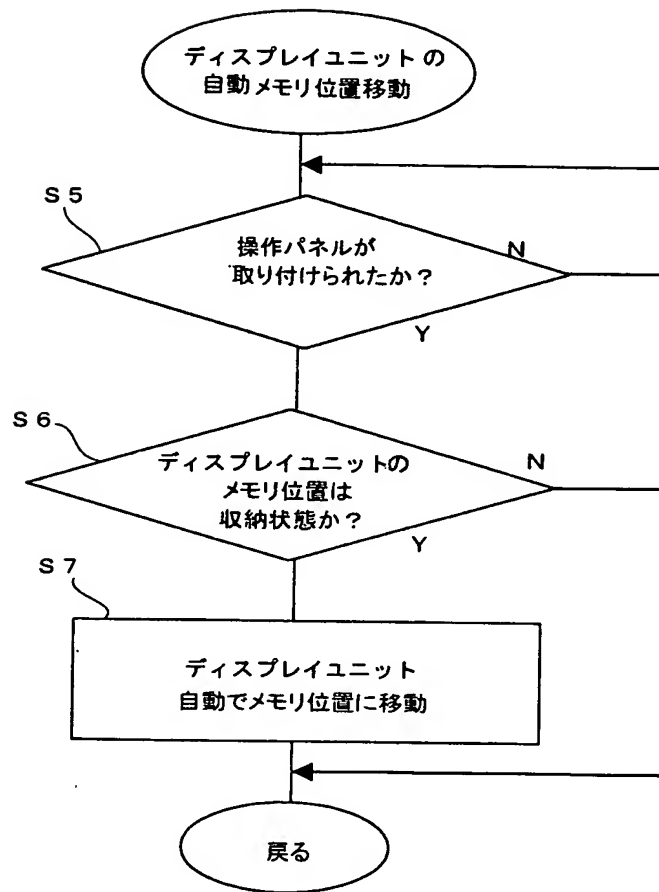 ディスプレイユニットの
自動メモリ位置移動
S5
操作パネルが
取り付けられたか？
N
Y
S6
ディスプレイユニットの
メモリ位置は
収納状態か？
N
Y
S7
ディスプレイユニット
自動でメモリ位置に移動
戻る